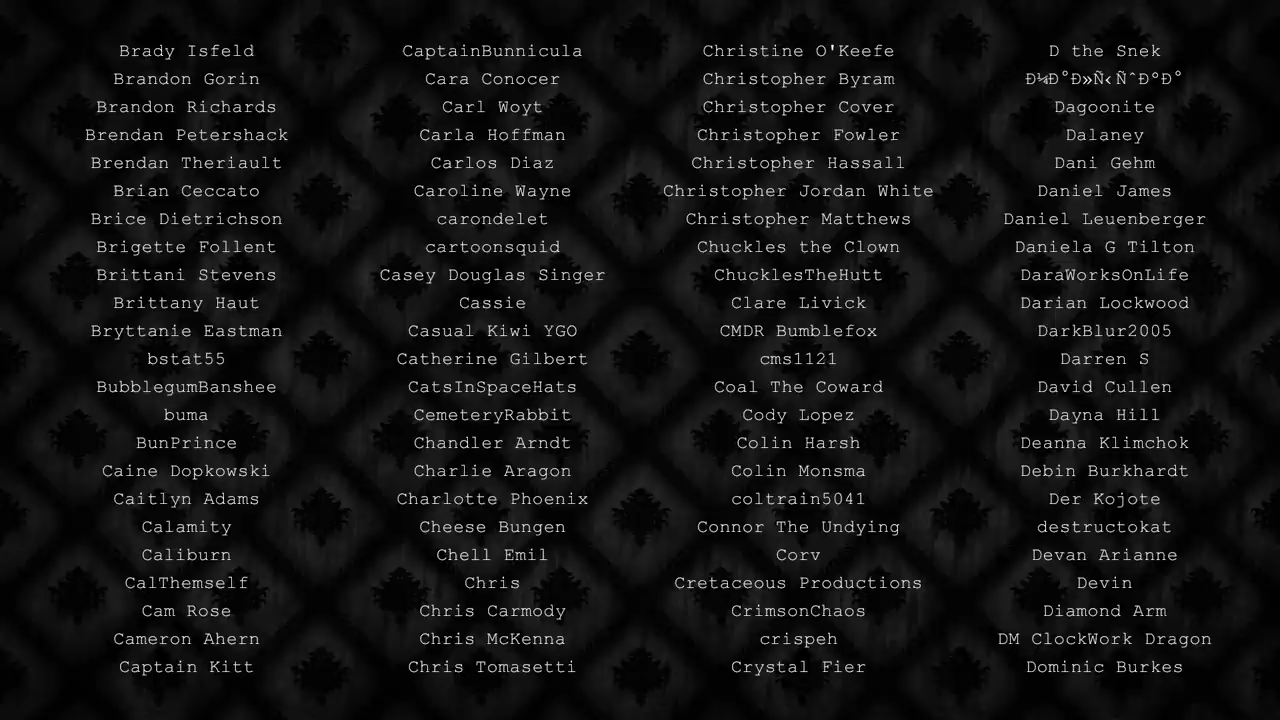 Brady Isfeld
Brandon Gorin
Brandon Richards
Brendan Petershack
Brendan Theriault
Brian Ceccato
Brice Dietrichson
Brigette Follent
Brittani Stevens
Brittany Haut
Bryttanie Eastman
bstat55
BubblegumBanshee
buma
BunPrince
Caine Dopkowski
Caitlyn Adams
Calamity
Caliburn
CalThemself
Cam Rose
Cameron Ahern
Captain Kitt
CaptainBunnicula
Cara Conocer
Carl Woyt
Carla Hoffman
Carlos Diaz
Caroline Wayne
carondelet
cartoonsquid
Casey Douglas Singer
Cassie
Casual Kiwi YGO
Catherine Gilbert
CatsInSpaceHats
CemeteryRabbit
Chandler Arndt
Charlie Aragon
Charlotte Phoenix
Cheese Bungen
Chell Emil
Chris
Chris Carmody
Chris McKenna
Chris Tomasetti
Christine O'Keefe
Christopher Byram
Christopher Cover
Christopher Fowler
Christopher Hassall
Christopher Jordan White
Christopher Matthews
Chuckles the Clown
ChucklesTheHutt
Clare Livick
CMDR Bumblefox
cms1121
Coal The Coward
Cody Lopez
Colin Harsh
Colin Monsma
coltrain5041
Connor The Undying
Corv
Cretaceous Productions
CrimsonChaos
crispeh
Crystal Fier
D the Snek
Ð¼Ð°Ð»Ñ‹ÑˆÐºÐ°
Dagoonite
Dalaney
Dani Gehm
Daniel James
Daniel Leuenberger
Daniela G Tilton
DaraWorksOnLife
Darian Lockwood
DarkBlur2005
Darren S
David Cullen
Dayna Hill
Deanna Klimchok
Debin Burkhardt
Der Kojote
destructokat
Devan Arianne
Devin
Diamond Arm
DM ClockWork Dragon
Dominic Burkes